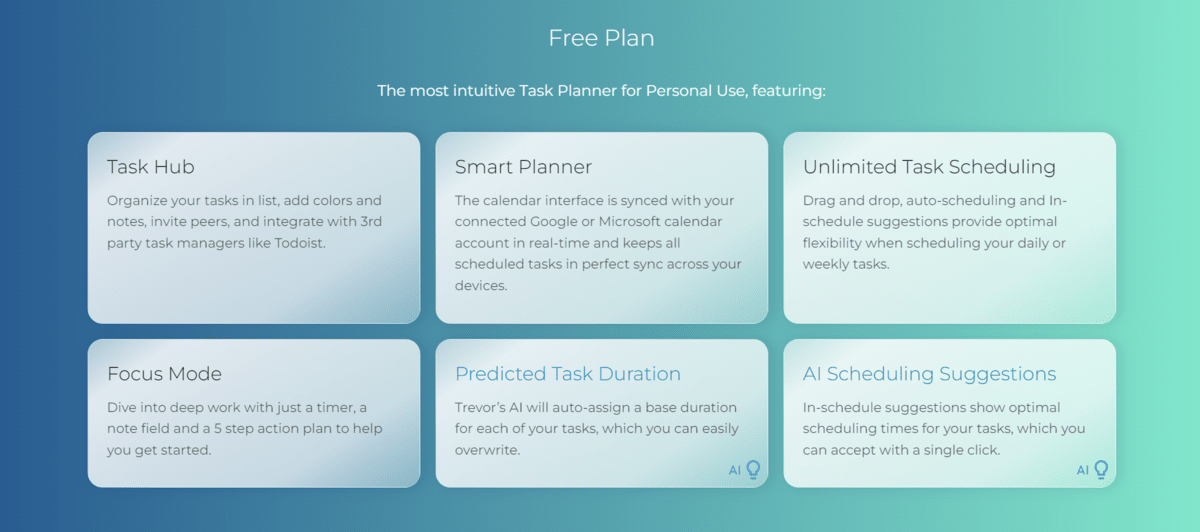 Free Plan
The most intuitive Task Planner for Personal Use, featuring:
Task Hub
Organize your tasks in list, add colors and
notes, invite peers, and integrate with 3rd
party task managers like Todoist.
Smart Planner
The calendar interface is synced with your
connected Google or Microsoft calendar
account in real-time and keeps all
scheduled tasks in perfect sync across your
devices.
Unlimited Task Scheduling
Drag and drop, auto-scheduling and In-
schedule suggestions provide optimal
flexibility when scheduling your daily or
weekly tasks.
Focus Mode
Dive into deep work with just a timer, a
note field and a 5 step action plan to help
you get started.
Predicted Task Duration
Trevor’s AI will auto-assign a base duration
for each of your tasks, which you can easily
overwrite.
AI
AI Scheduling Suggestions
In-schedule suggestions show optimal
scheduling times for your tasks, which you
can accept with a single click.
AI